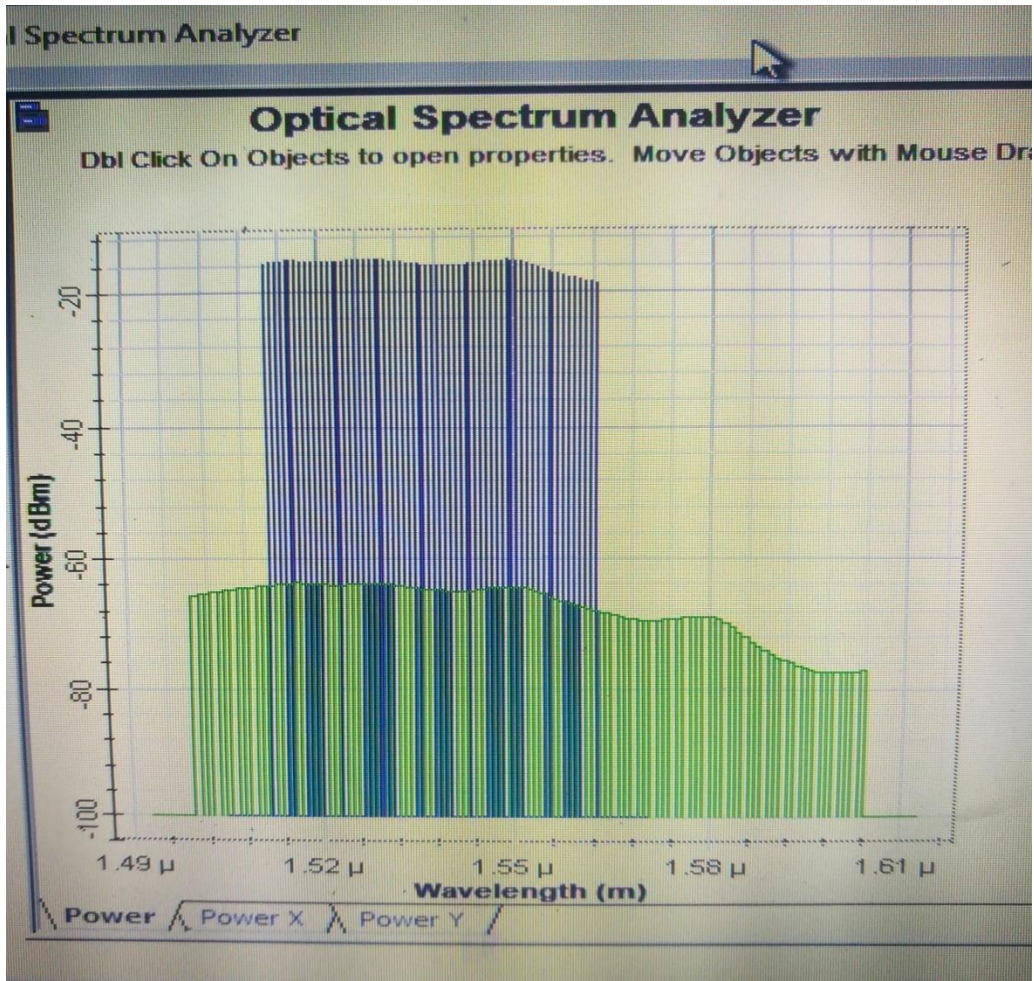 l Spectrum Analyzer
Optical Spectrum Analyzer
Dbl Click On Objects to open properties. Move Objects with Mouse Dra
Power (dBm)
-20
-40
-60
-80
-100
1.49 µ 1.52 µ 1.55 µ 1.58 µ 1.61 µ
Wavelength (m)
Power Power X Power Y